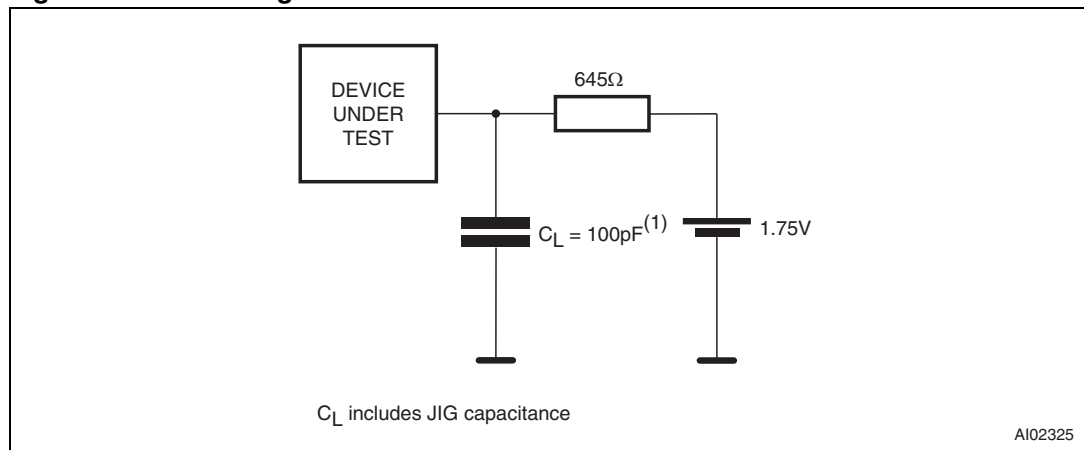 645Ω
DEVICE
UNDER
TEST
C_L = 100pF(1)
1.75V
C_L includes JIG capacitance
AI02325